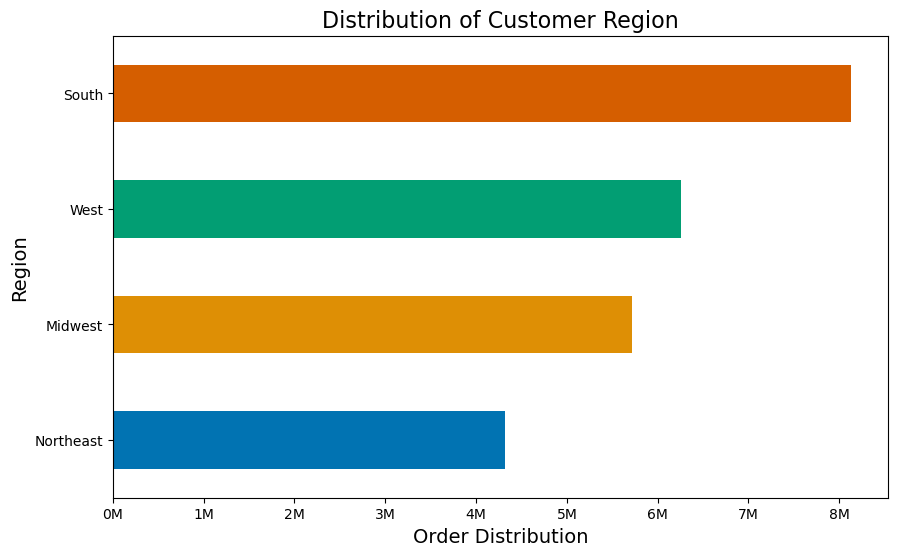 Distribution of Customer Region
South
West
Midwest
Northeast
Region
0M 1M 2M 3M 4M 5M 6M 7M 8M
Order Distribution